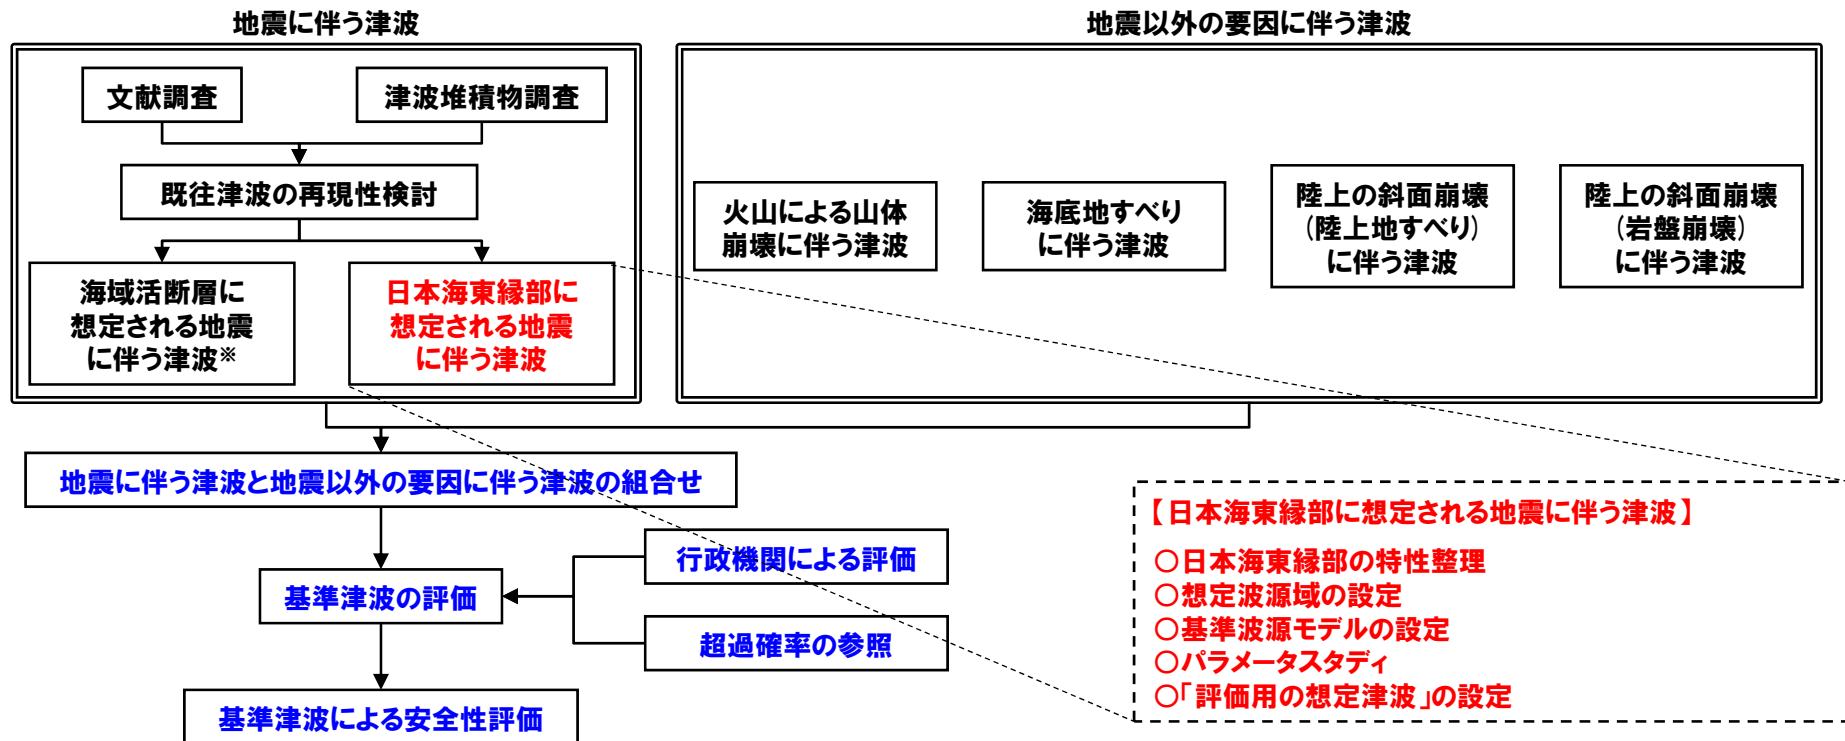 地震に伴う津波
地震以外の要因に伴う津波
文献調査
津波堆積物調査
既往津波の再現性検討
海域活断層に
想定される地震
に伴う津波※
日本海東縁部に
想定される地震
に伴う津波
火山による山体
崩壊に伴う津波
海底地すべり
に伴う津波
陸上の斜面崩壊
(陸上地すべり)
に伴う津波
陸上の斜面崩壊
(岩盤崩壊)
に伴う津波
地震に伴う津波と地震以外の要因に伴う津波の組合せ
行政機関による評価
基準津波の評価
超過確率の参照
基準津波による安全性評価
【日本海東縁部に想定される地震に伴う津波】
○日本海東縁部の特性整理
○想定波源域の設定
○基準波源モデルの設定
○パラメータスタディ
○「評価用の想定津波」の設定